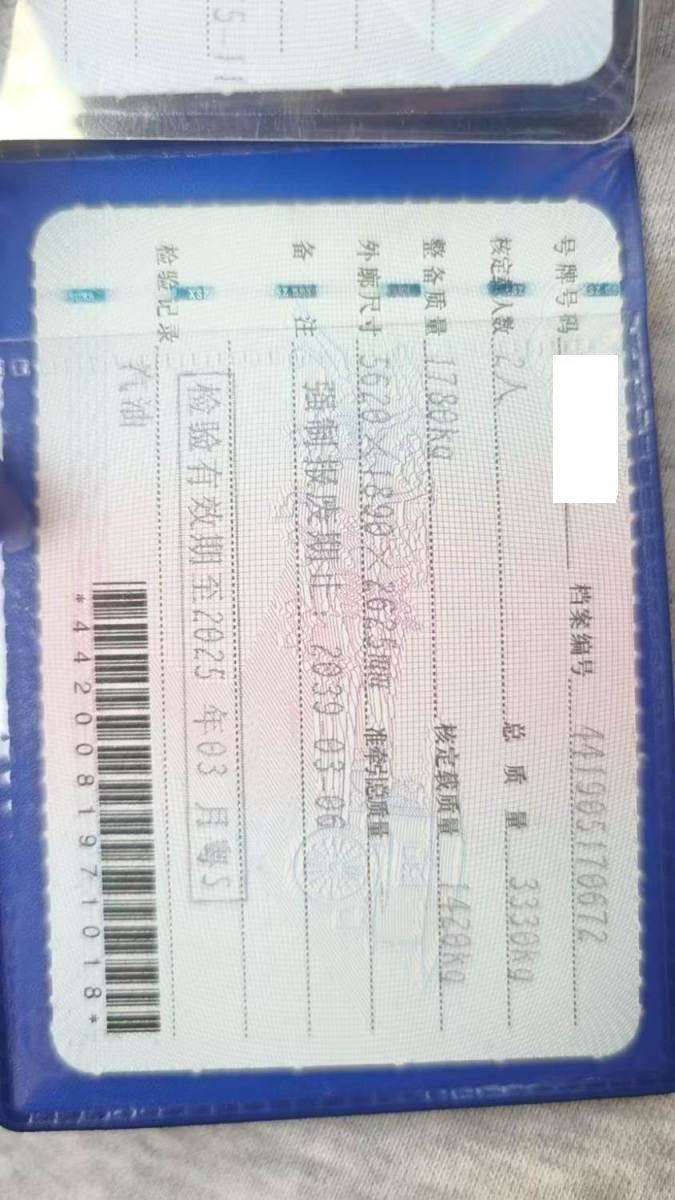 号牌号码 档案编号 441905170672
核定载人数 2人 总质量 3330kg
整备质量 1780kg 核定载质量 1420kg
外廓尺寸 5620×1890×2625mm 准牵引总质量
备注 强制报废期止：2039-03-06
检验记录 检验有效期至2025年03月粤S
汽油
*4420081971018*